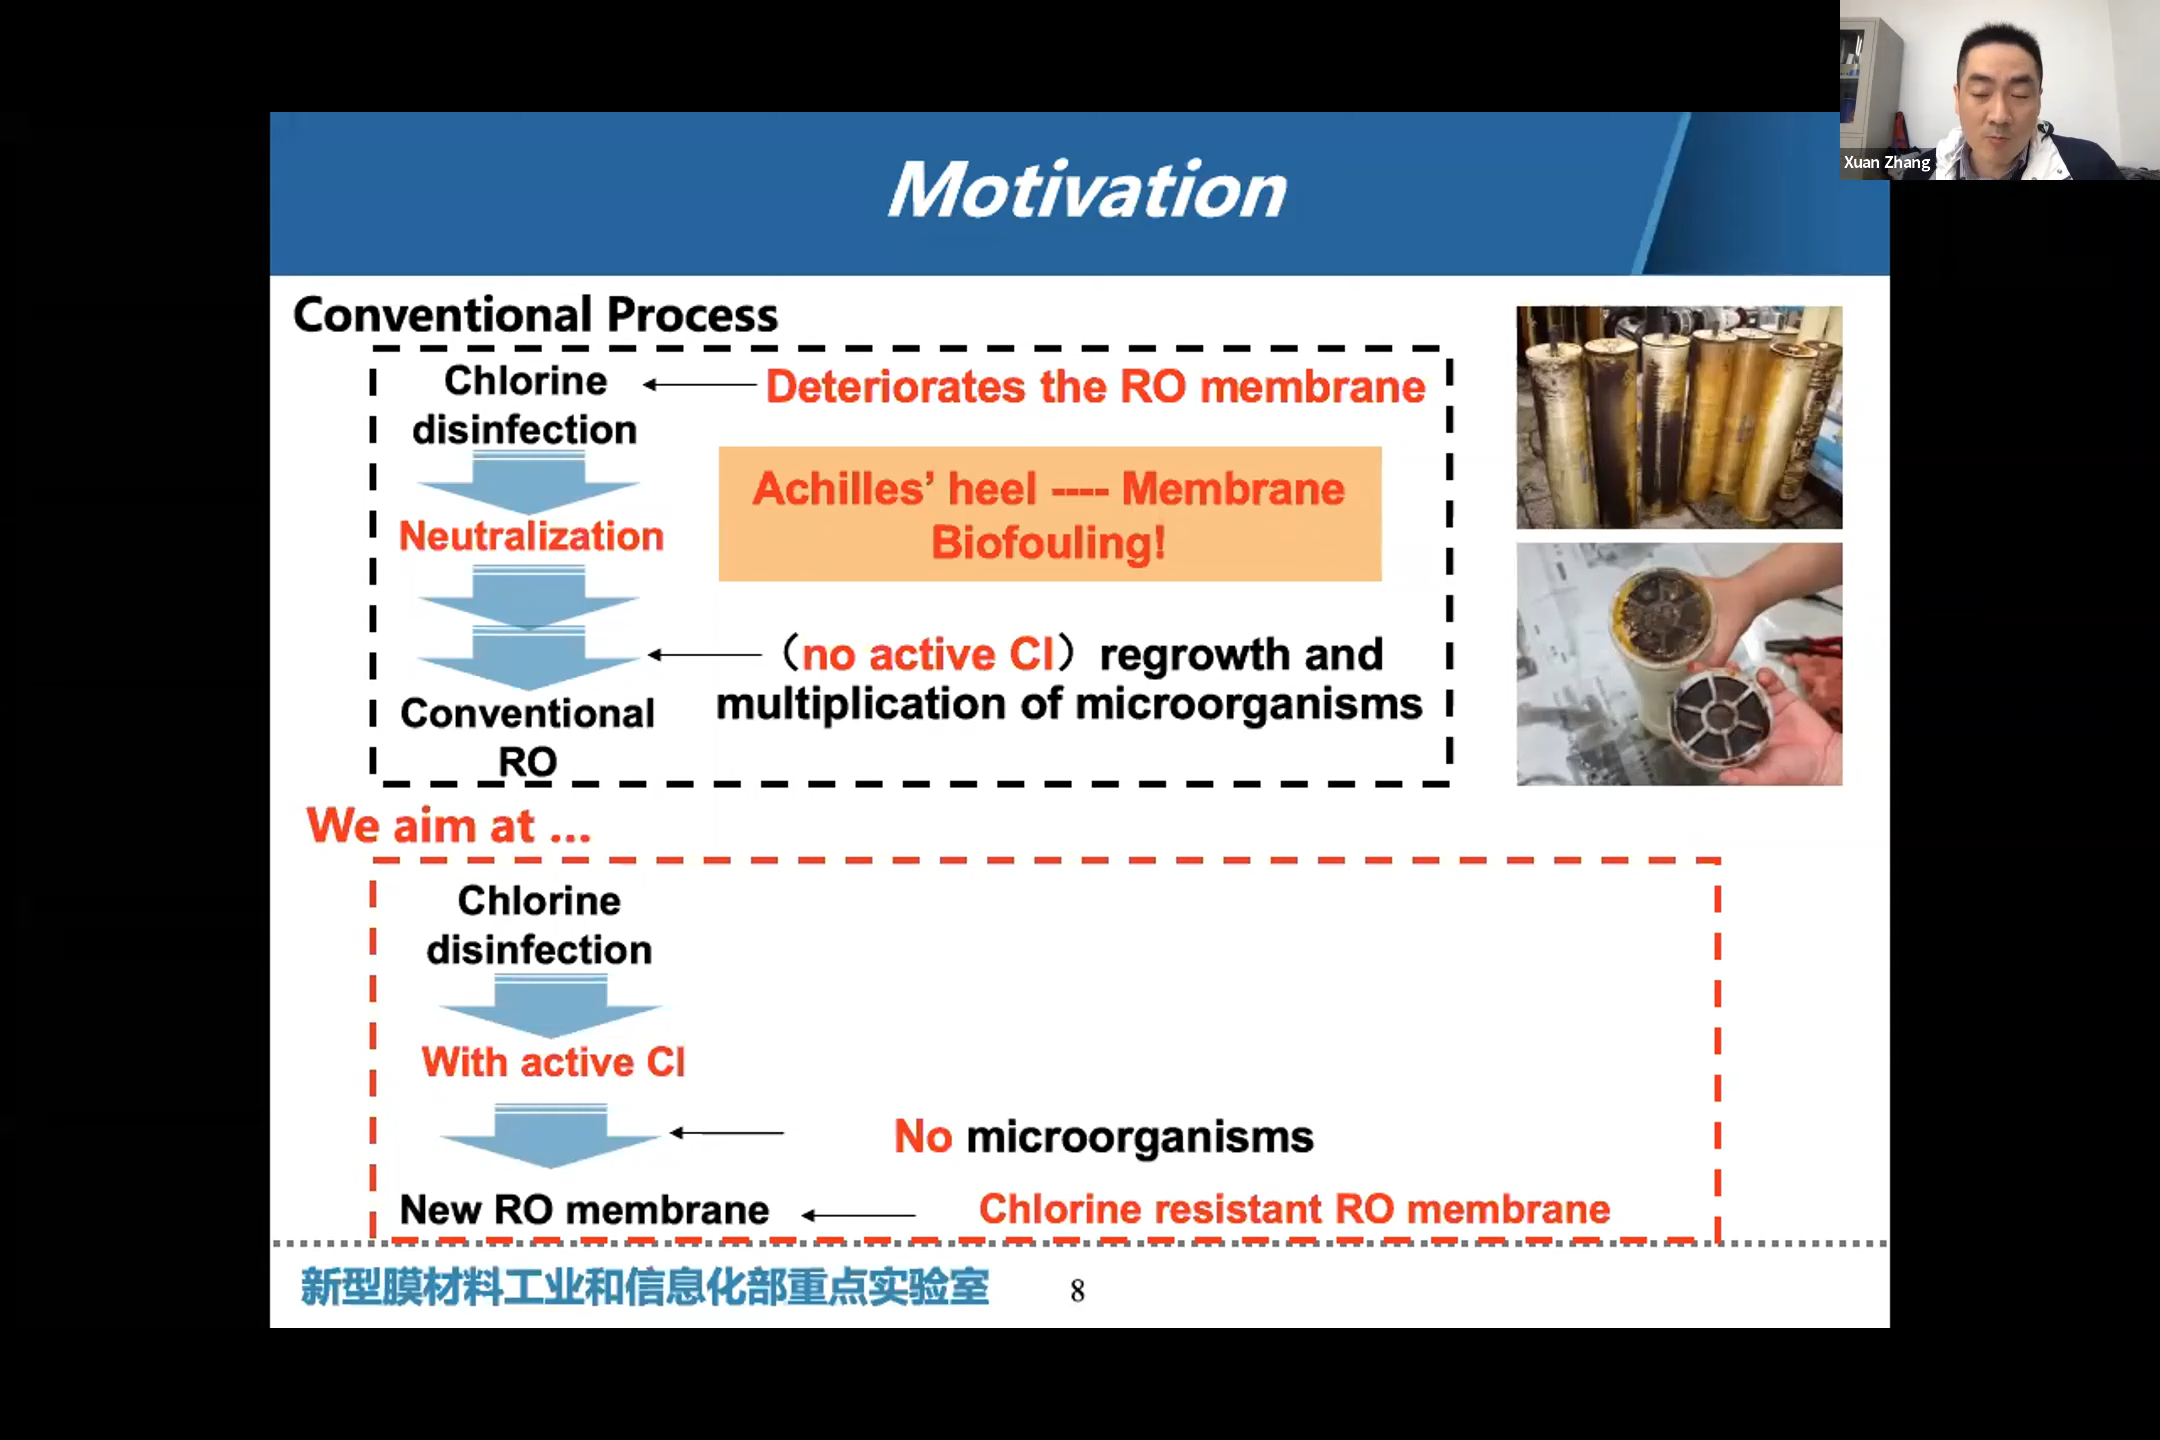 Xuan Zhang
Motivation
Conventional Process
Chlorine
disinfection
Deteriorates the RO membrane
Achilles’ heel ---- Membrane
Biofouling!
Neutralization
（no active Cl）regrowth and
multiplication of microorganisms
Conventional
RO
We aim at ...
Chlorine
disinfection
With active Cl
No microorganisms
New RO membrane
Chlorine resistant RO membrane
新型膜材料工业和信息化部重点实验室
8